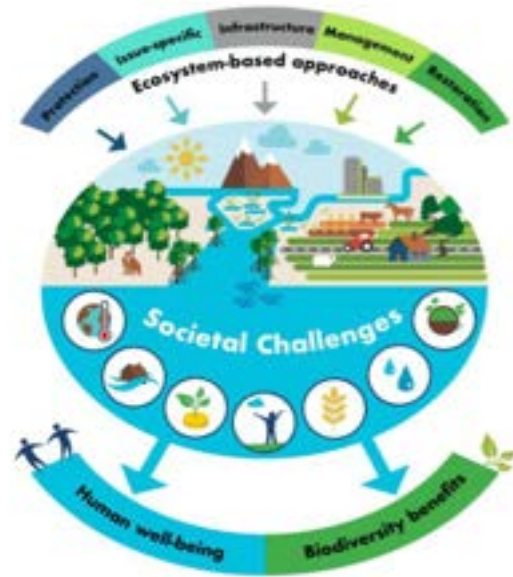 Protection
Issue-specific
Infrastructure
Management
Restoration
Ecosystem-based approaches
Societal Challenges
Human well-being
Biodiversity benefits